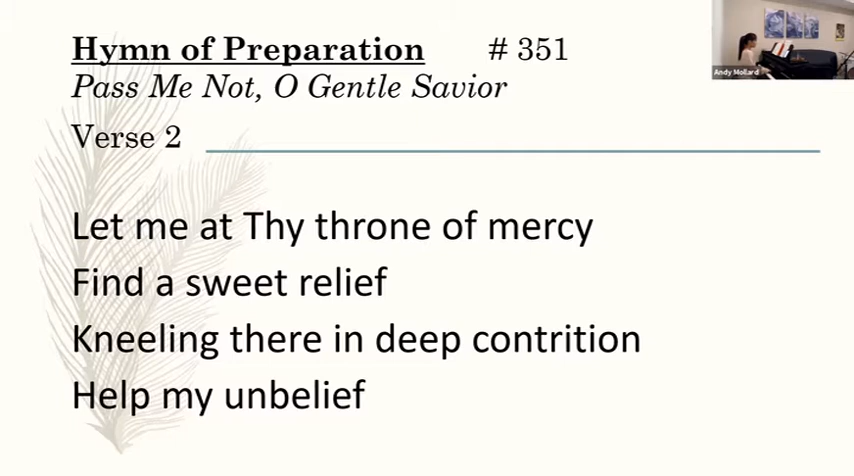 Hymn of Preparation # 351
Pass Me Not, O Gentle Savior
Verse 2
Let me at Thy throne of mercy
Find a sweet relief
Kneeling there in deep contrition
Help my unbelief
Andy Mollard